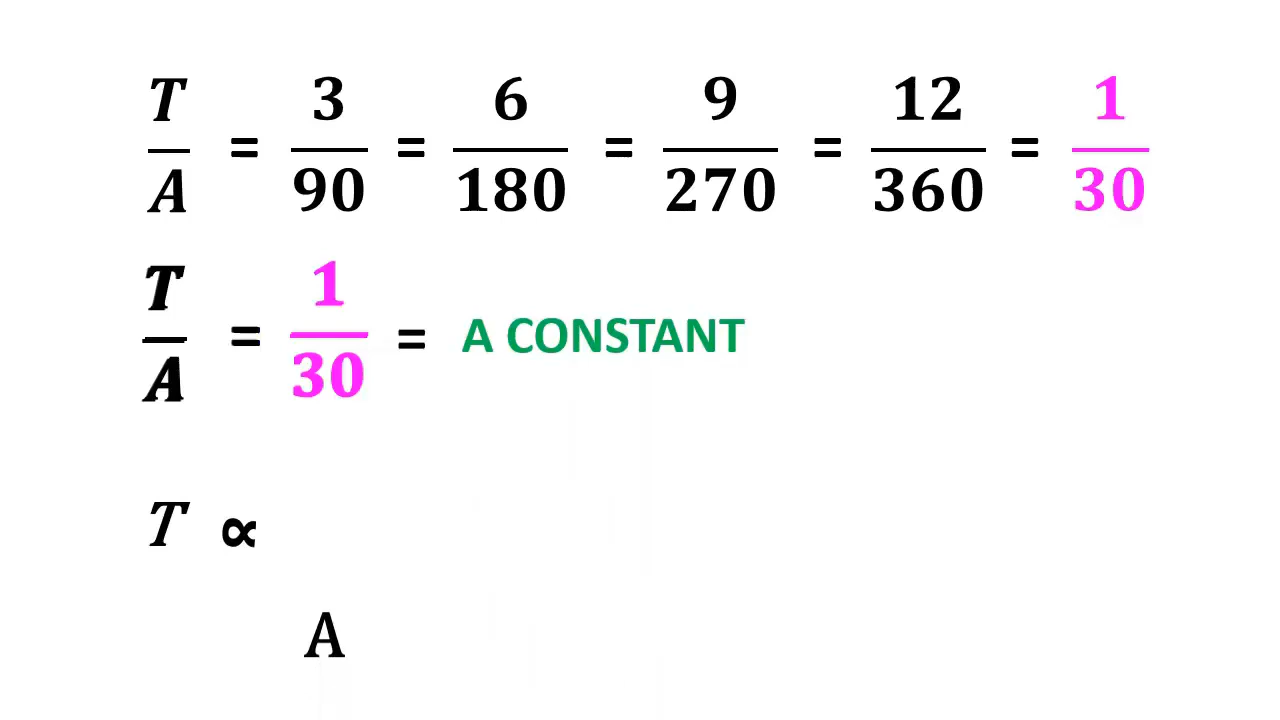 T/A = 3/90 = 6/180 = 9/270 = 12/360 = 1/30
T/A = 1/30 = A CONSTANT
T ∝
A